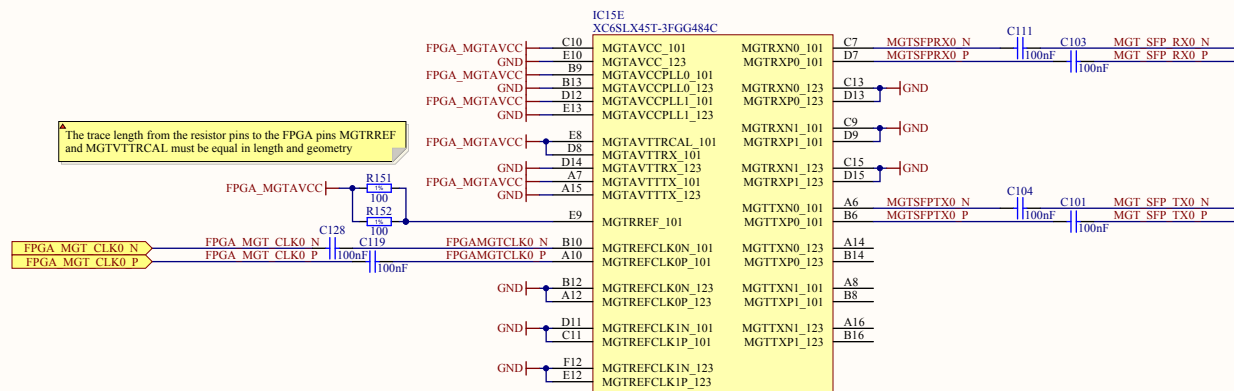 IC15E
XC6SLX45T-3FGG484C
FPGA_MGTAVCC C10 MGTAVCC_101 MGTRXN0_101 C7 MGTSFPRX0_N C111 100nF MGT_SFP_RX0_N
GND E10 MGTAVCC_123 MGTRXP0_101 D7 MGTSFPRX0_P C103 100nF MGT_SFP_RX0_P
FPGA_MGTAVCC B9 MGTAVCCPLL0_101
GND B13 MGTAVCCPLL0_123 MGTRXN0_123 C13 GND
FPGA_MGTAVCC D12 MGTAVCCPLL1_101 MGTRXP0_123 D13
GND E13 MGTAVCCPLL1_123
The trace length from the resistor pins to the FPGA pins MGTRREF
and MGTVTTRCAL must be equal in length and geometry
MGTRXN1_101 C9 GND
FPGA_MGTAVCC E8 MGTAVTTRCAL_101 MGTRXP1_101 D9
D8 MGTAVTTRX_101
GND D14 MGTAVTTRX_123 MGTRXN1_123 C15 GND
FPGA_MGTAVCC A7 MGTAVTTTX_101 MGTRXP1_123 D15
GND A15 MGTAVTTTX_123
FPGA_MGTAVCC R151 1% 100
R152 1% 100 E9 MGTRREF_101
MGTTXN0_101 A6 MGTSFPTX0_N C104 100nF MGT_SFP_TX0_N
MGTTXP0_101 B6 MGTSFPTX0_P C101 100nF MGT_SFP_TX0_P
FPGA_MGT_CLK0_N FPGA_MGT_CLK0_N C128 100nF FPGAMGTCLK0_N B10 MGTREFCLK0N_101 MGTTXN0_123 A14
FPGA_MGT_CLK0_P FPGA_MGT_CLK0_P C119 100nF FPGAMGTCLK0_P A10 MGTREFCLK0P_101 MGTTXP0_123 B14
GND B12 MGTREFCLK0N_123 MGTTXN1_101 A8
A12 MGTREFCLK0P_123 MGTTXP1_101 B8
GND D11 MGTREFCLK1N_101 MGTTXN1_123 A16
C11 MGTREFCLK1P_101 MGTTXP1_123 B16
GND F12 MGTREFCLK1N_123
E12 MGTREFCLK1P_123